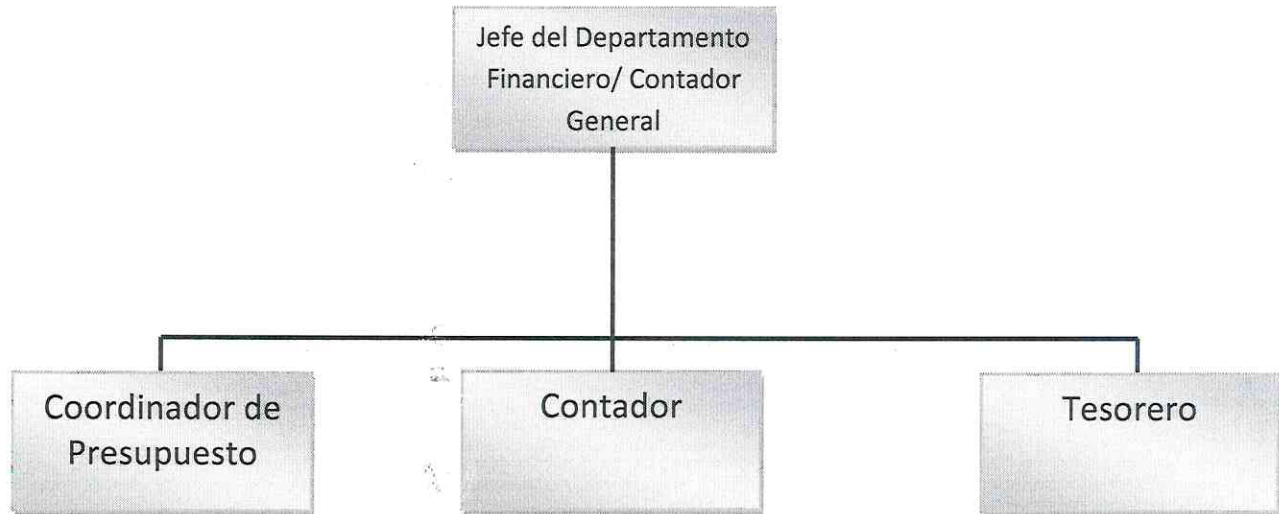 Jefe del Departamento
Financiero/ Contador
General
Coordinador de
Presupuesto
Contador
Tesorero